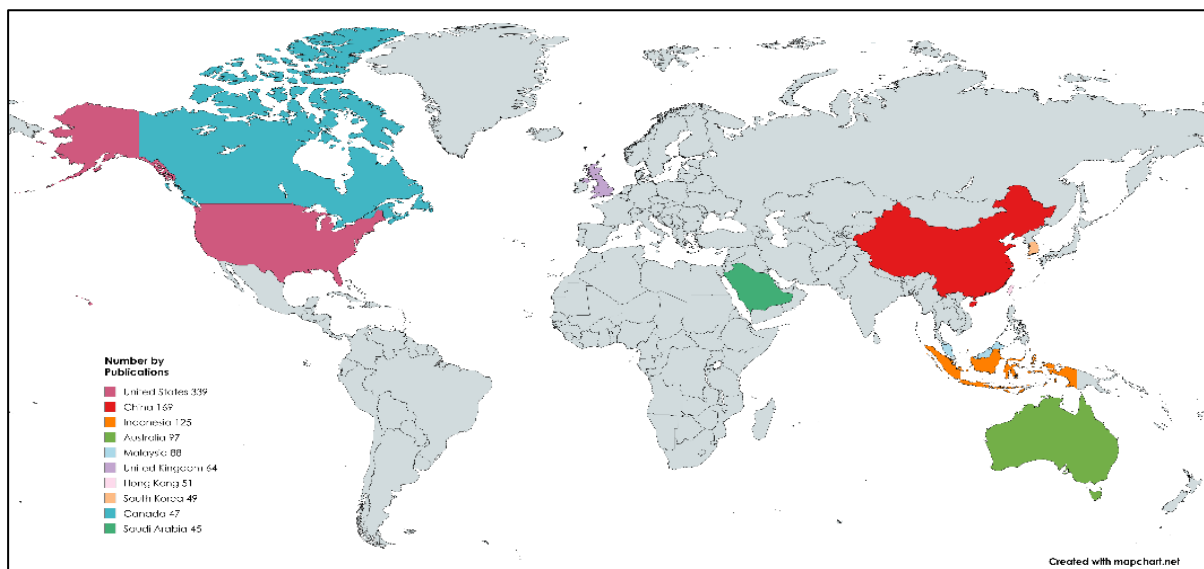 Number by
Publications
United States 339
China 169
Indonesia 125
Australia 97
Malaysia 88
United Kingdom 64
Hong Kong 51
South Korea 49
Canada 47
Saudi Arabia 45
Created with mapchart.net